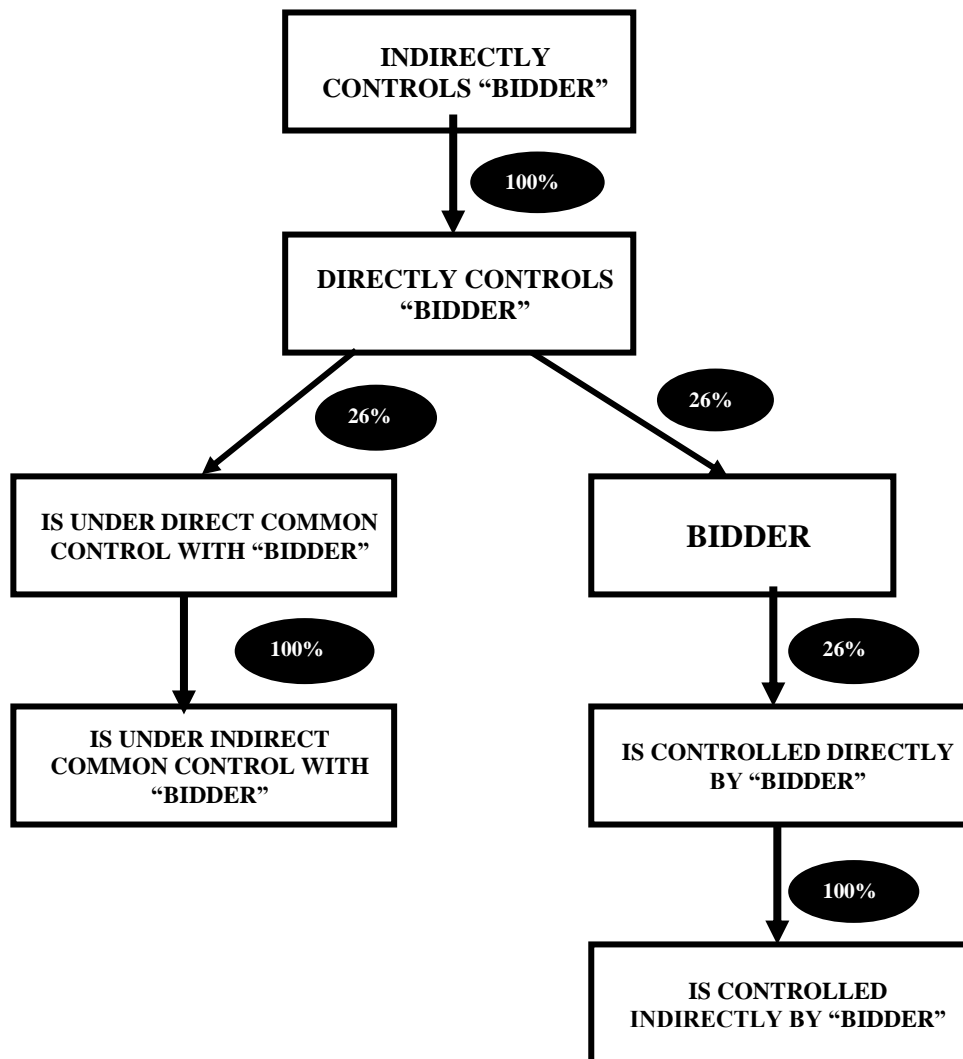 INDIRECTLY
CONTROLS “BIDDER”
100%
DIRECTLY CONTROLS
“BIDDER”
26%
26%
IS UNDER DIRECT COMMON
CONTROL WITH “BIDDER”
BIDDER
100%
26%
IS UNDER INDIRECT
COMMON CONTROL WITH
“BIDDER”
IS CONTROLLED DIRECTLY
BY “BIDDER”
100%
IS CONTROLLED
INDIRECTLY BY “BIDDER”